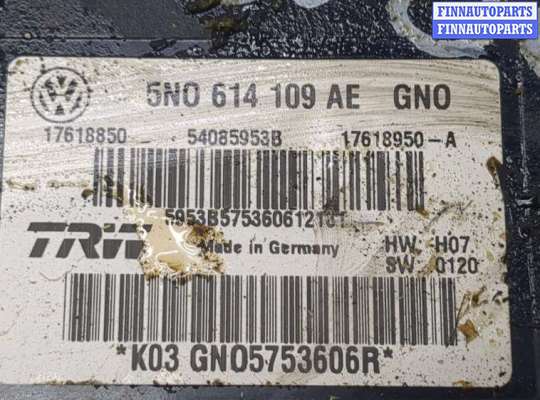 FINNAUTOPARTS
FINNAUTOPARTS
5N0 614 109 AE GNO
17618850 54085953B 17618950-A
5953B575360612131
TRW Made in Germany HW H07
SW 0120
*K03 GNO5753606R*